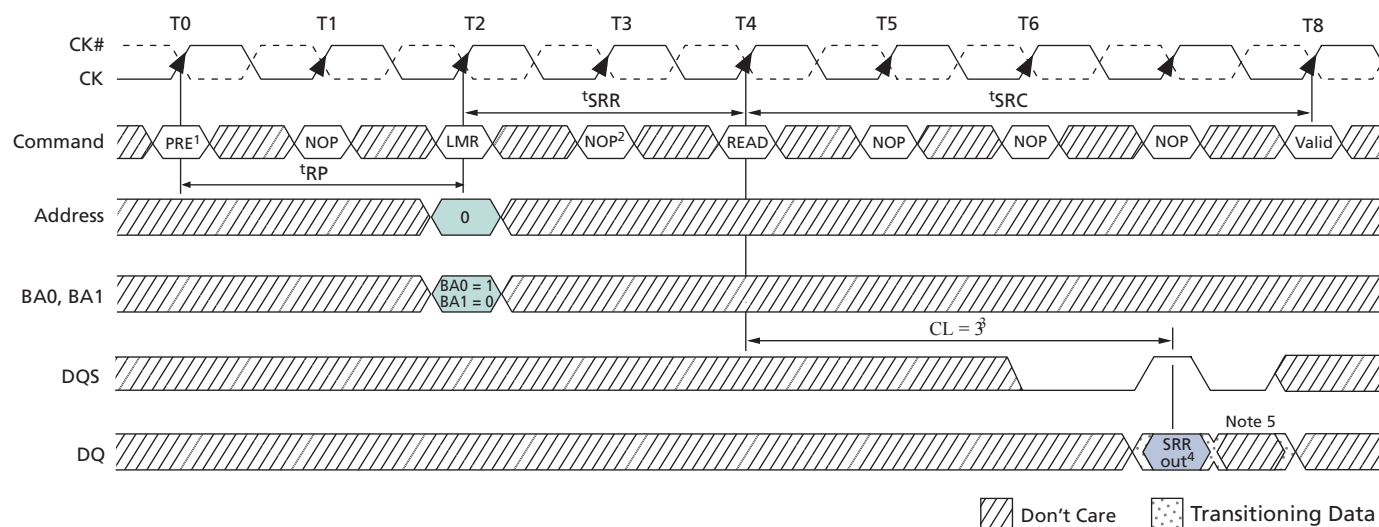 T0 T1 T2 T3 T4 T5 T6 T8
CK#
CK
tSRR tSRC
Command PRE1 NOP LMR NOP2 READ NOP NOP NOP Valid
tRP
Address 0
BA0, BA1 BA0 = 1
BA1 = 0
CL = 33
DQS
Note 5
DQ SRR
out4
Don't Care Transitioning Data